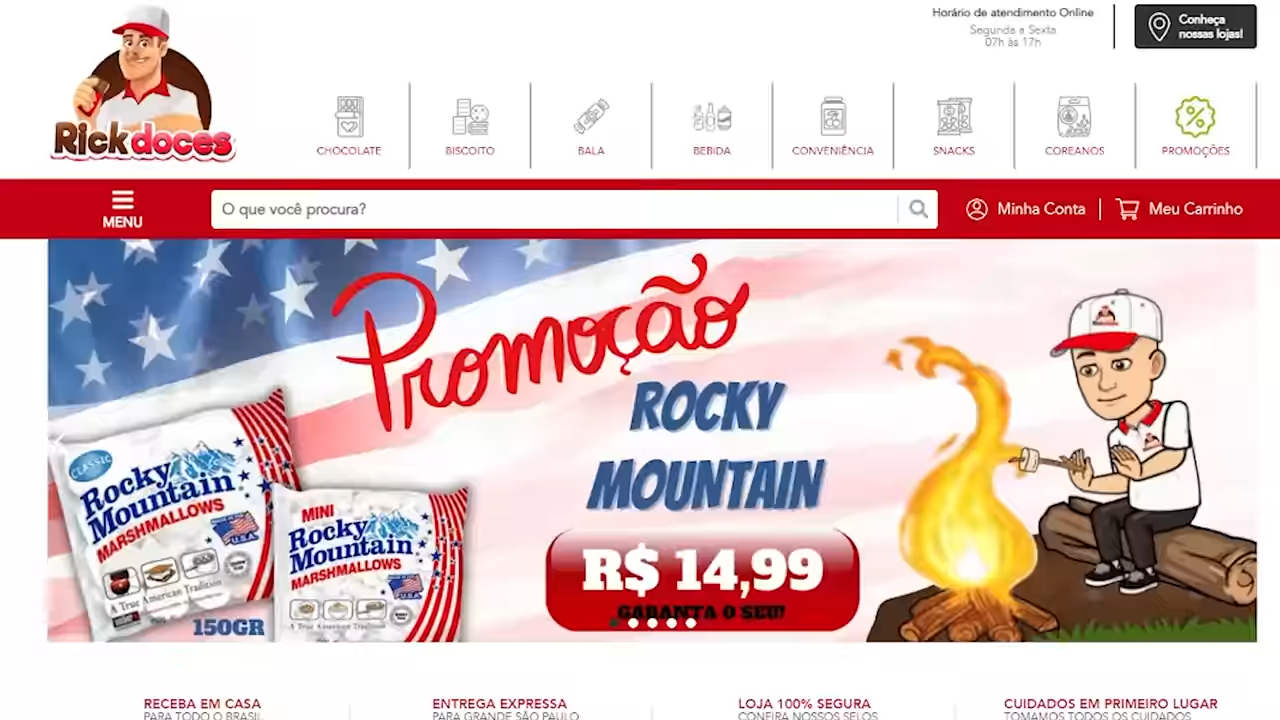 Horário de atendimento Online
Segunda a Sexta
07h às 17h
Conheça
nossas lojas!
Rickdoces
CHOCOLATE
BISCOITO
BALA
BEBIDA
CONVENIÊNCIA
SNACKS
COREANOS
PROMOÇÕES
MENU
O que você procura?
Minha Conta
Meu Carrinho
Promoção
ROCKY
MOUNTAIN
R$ 14,99
GARANTA O SEU!
CLASSIC
Rocky
Mountain
MARSHMALLOWS
U.S.A.
A True American Tradition
150GR
MINI
Rocky
Mountain
MARSHMALLOWS
U.S.A.
A True American Tradition
RECEBA EM CASA
PARA TODO O BRASIL
ENTREGA EXPRESSA
PARA GRANDE SÃO PAULO
LOJA 100% SEGURA
CONFIRA NOSSOS SELOS
CUIDADOS EM PRIMEIRO LUGAR
TOMAMOS TODOS OS CUIDADOS